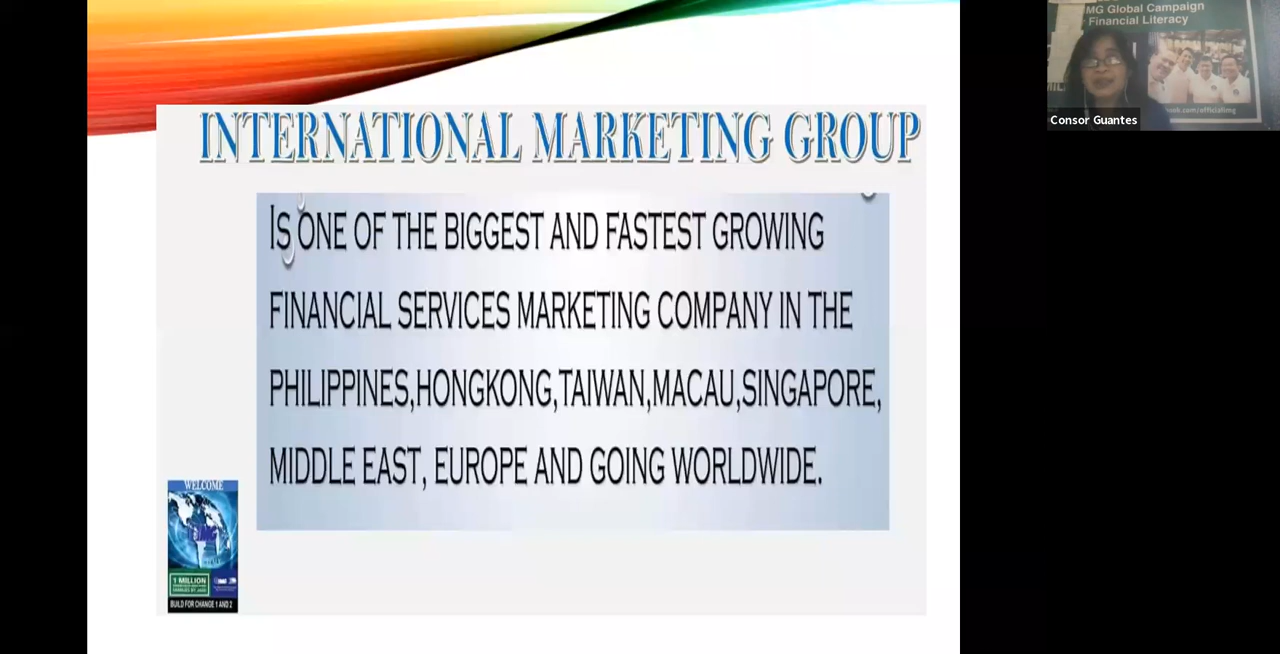 INTERNATIONAL MARKETING GROUP
IS ONE OF THE BIGGEST AND FASTEST GROWING
FINANCIAL SERVICES MARKETING COMPANY IN THE
PHILIPPINES,HONGKONG,TAIWAN,MACAU,SINGAPORE,
MIDDLE EAST, EUROPE AND GOING WORLDWIDE.
WELCOME
1 MILLION
BUILD FOR CHANGE 1 AND 2
MG Global Campaign
Financial Literacy
Consor Guantes